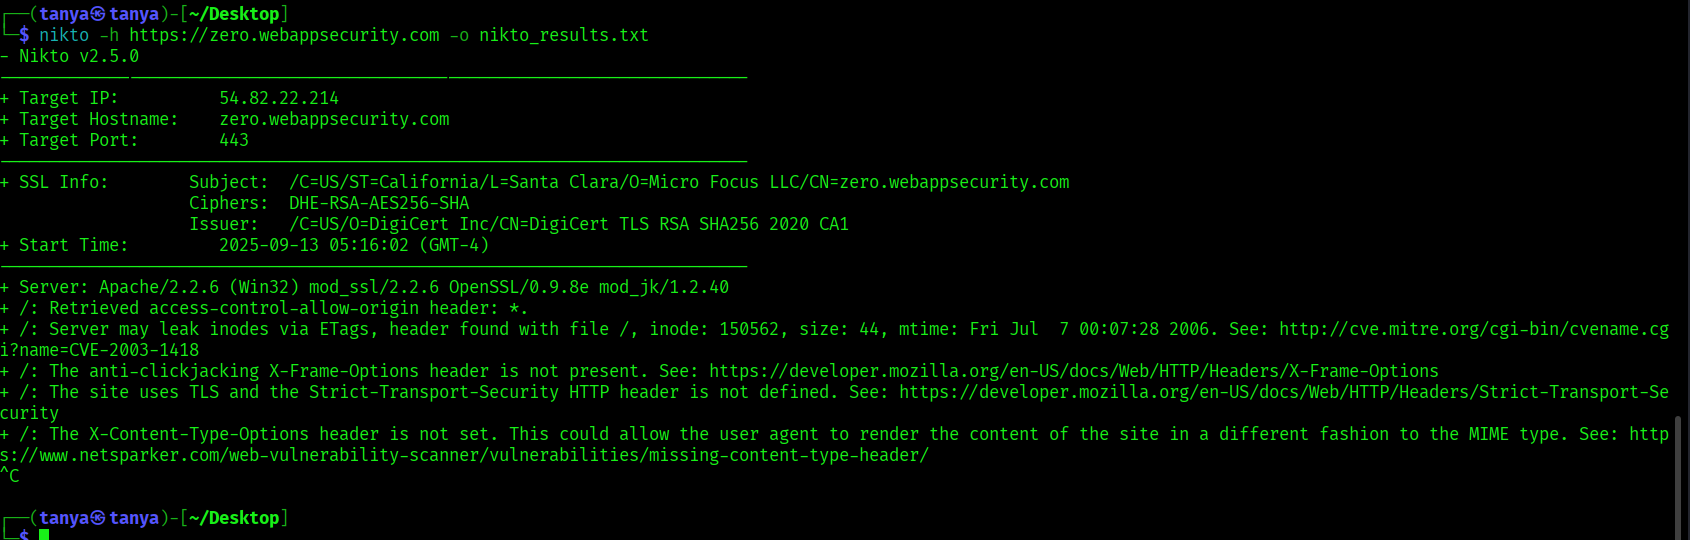 ┌──(tanya㉿tanya)-[~/Desktop]
└─$ nikto -h https://zero.webappsecurity.com -o nikto_results.txt
- Nikto v2.5.0
---------------------------------------------------------------------------
+ Target IP:          54.82.22.214
+ Target Hostname:    zero.webappsecurity.com
+ Target Port:        443
---------------------------------------------------------------------------
+ SSL Info:        Subject:  /C=US/ST=California/L=Santa Clara/O=Micro Focus LLC/CN=zero.webappsecurity.com
                   Ciphers:  DHE-RSA-AES256-SHA
                   Issuer:   /C=US/O=DigiCert Inc/CN=DigiCert TLS RSA SHA256 2020 CA1
+ Start Time:         2025-09-13 05:16:02 (GMT-4)
---------------------------------------------------------------------------
+ Server: Apache/2.2.6 (Win32) mod_ssl/2.2.6 OpenSSL/0.9.8e mod_jk/1.2.40
+ /: Retrieved access-control-allow-origin header: *.
+ /: Server may leak inodes via ETags, header found with file /, inode: 150562, size: 44, mtime: Fri Jul  7 00:07:28 2006. See: http://cve.mitre.org/cgi-bin/cvename.cg
i?name=CVE-2003-1418
+ /: The anti-clickjacking X-Frame-Options header is not present. See: https://developer.mozilla.org/en-US/docs/Web/HTTP/Headers/X-Frame-Options
+ /: The site uses TLS and the Strict-Transport-Security HTTP header is not defined. See: https://developer.mozilla.org/en-US/docs/Web/HTTP/Headers/Strict-Transport-Se
curity
+ /: The X-Content-Type-Options header is not set. This could allow the user agent to render the content of the site in a different fashion to the MIME type. See: http
s://www.netsparker.com/web-vulnerability-scanner/vulnerabilities/missing-content-type-header/
^C
┌──(tanya㉿tanya)-[~/Desktop]
└─$